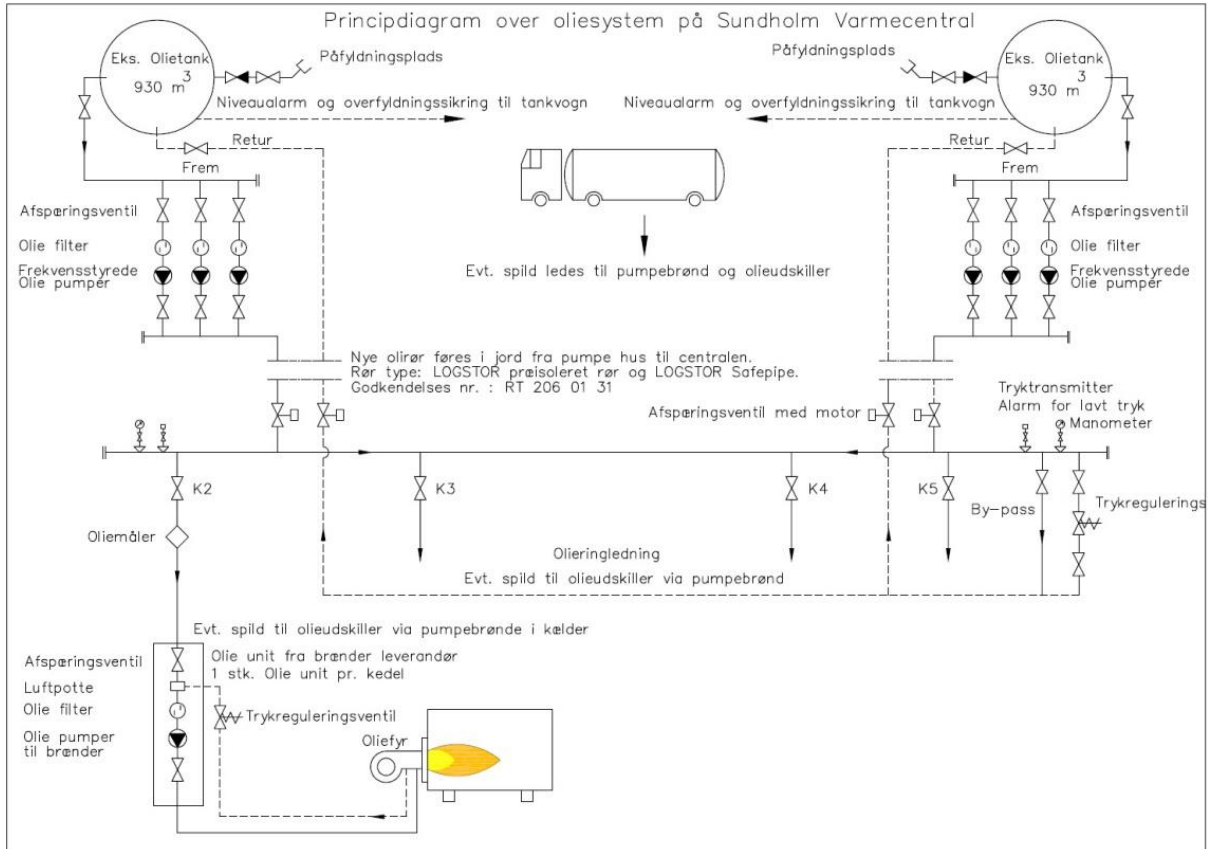 Principdiagram over oliesystem på Sundholm Varmecentral
Eks. Olietank
930 m3
Påfyldningsplads
Påfyldningsplads
Eks. Olietank
930 m3
Niveaualarm og overfyldningssikring til tankvogn
Niveaualarm og overfyldningssikring til tankvogn
Retur
Retur
Frem
Frem
Afspæringsventil
Afspæringsventil
Olie filter
Olie filter
Frekvensstyrede
Olie pumper
Evt. spild ledes til pumpebrønd og olieudskiller
Frekvensstyrede
Olie pumper
Nye olirør føres i jord fra pumpe hus til centralen.
Rør type: LOGSTOR præisoleret rør og LOGSTOR Safepipe.
Godkendelses nr. : RT 206 01 31
Afspæringsventil med motor
Tryktransmitter
Alarm for lavt tryk
Manometer
K2
K3
K4
K5
By-pass
Trykregulerings
Oliemåler
Olieringledning
Evt. spild til olieudskiller via pumpebrønd
Evt. spild til olieudskiller via pumpebrønde i kælder
Afspæringsventil
Olie unit fra brænder leverandør
1 stk. Olie unit pr. kedel
Luftpotte
Olie filter
Trykreguleringsventil
Olie pumper
til brænder
Oliefyr